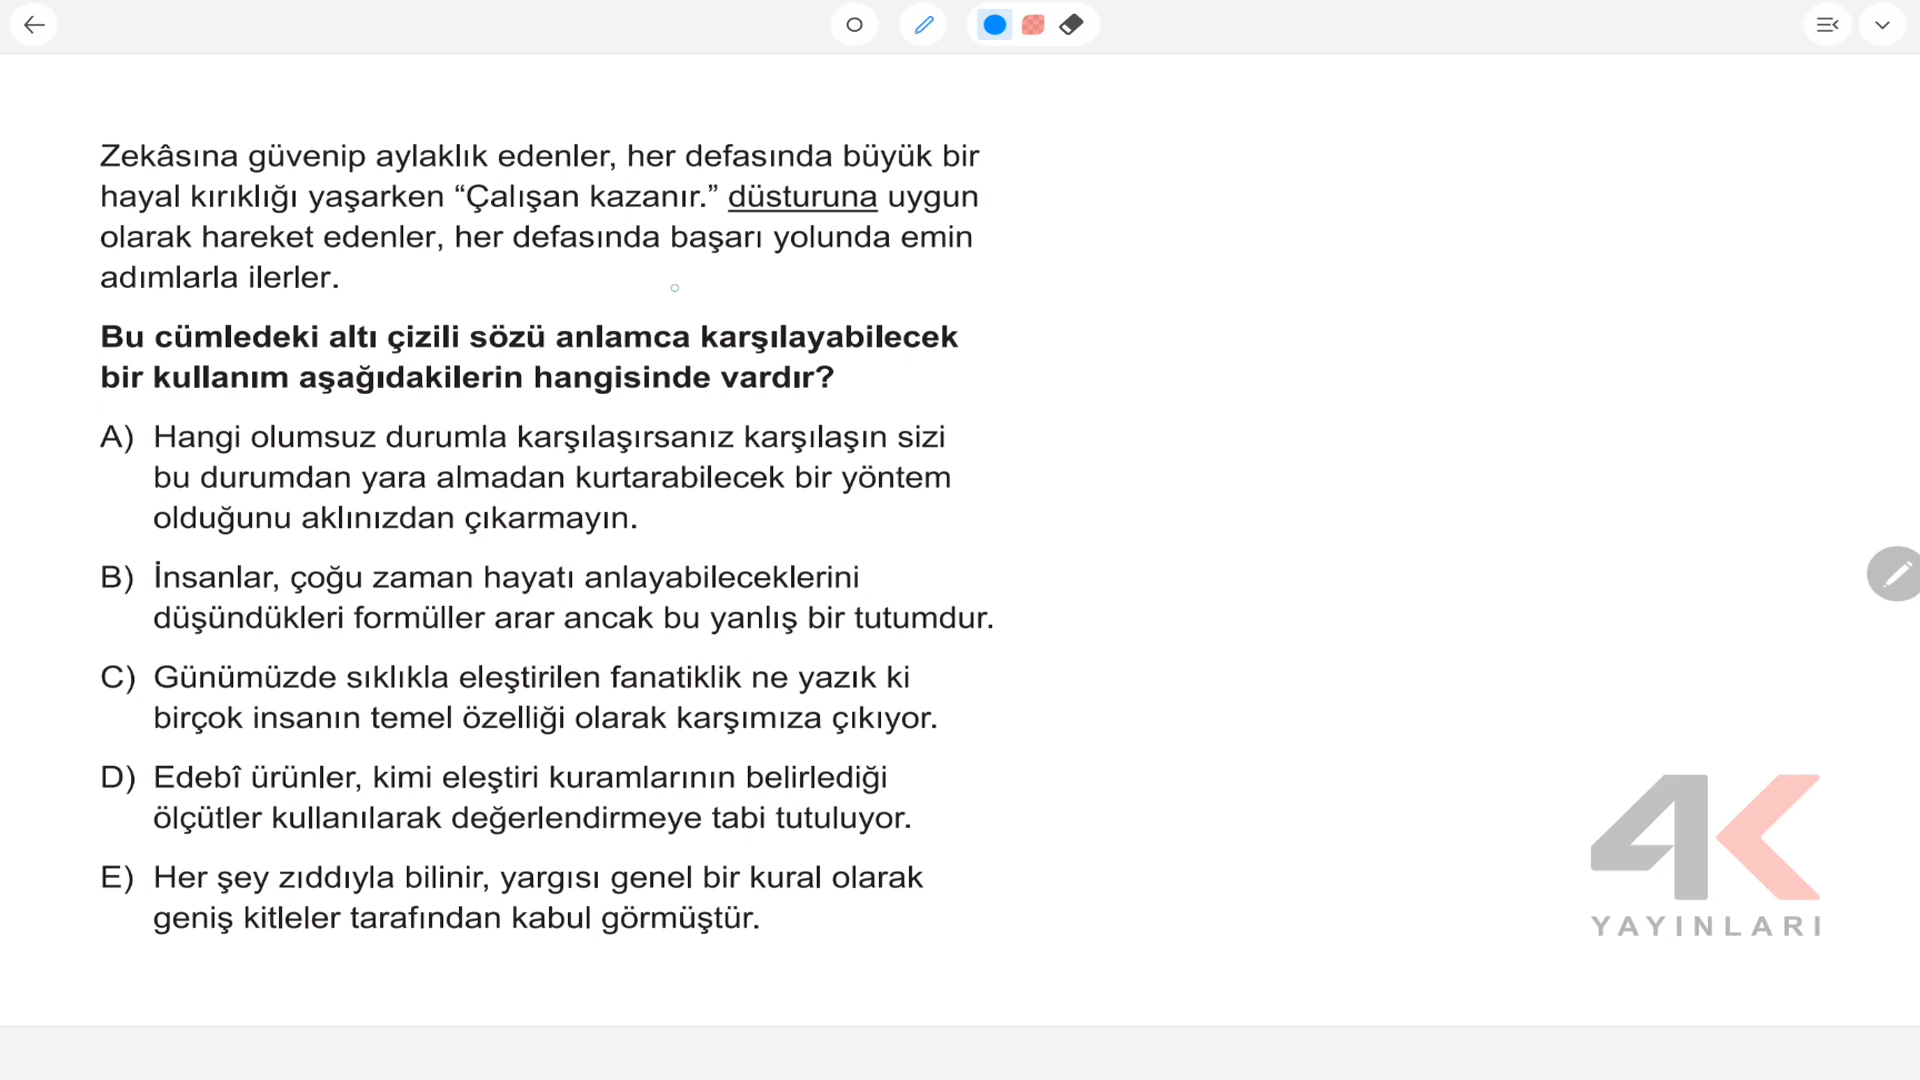 Zekâsına güvenip aylaklık edenler, her defasında büyük bir
hayal kırıklığı yaşarken “Çalışan kazanır.” düsturuna uygun
olarak hareket edenler, her defasında başarı yolunda emin
adımlarla ilerler.
Bu cümledeki altı çizili sözü anlamca karşılayabilecek
bir kullanım aşağıdakilerin hangisinde vardır?
A) Hangi olumsuz durumla karşılaşırsanız karşılaşın sizi
bu durumdan yara almadan kurtarabilecek bir yöntem
olduğunu aklınızdan çıkarmayın.
B) İnsanlar, çoğu zaman hayatı anlayabileceklerini
düşündükleri formüller arar ancak bu yanlış bir tutumdur.
C) Günümüzde sıklıkla eleştirilen fanatiklik ne yazık ki
birçok insanın temel özelliği olarak karşımıza çıkıyor.
D) Edebî ürünler, kimi eleştiri kuramlarının belirlediği
ölçütler kullanılarak değerlendirmeye tabi tutuluyor.
E) Her şey zıddıyla bilinir, yargısı genel bir kural olarak
geniş kitleler tarafından kabul görmüştür.
4K
YAYINLARI